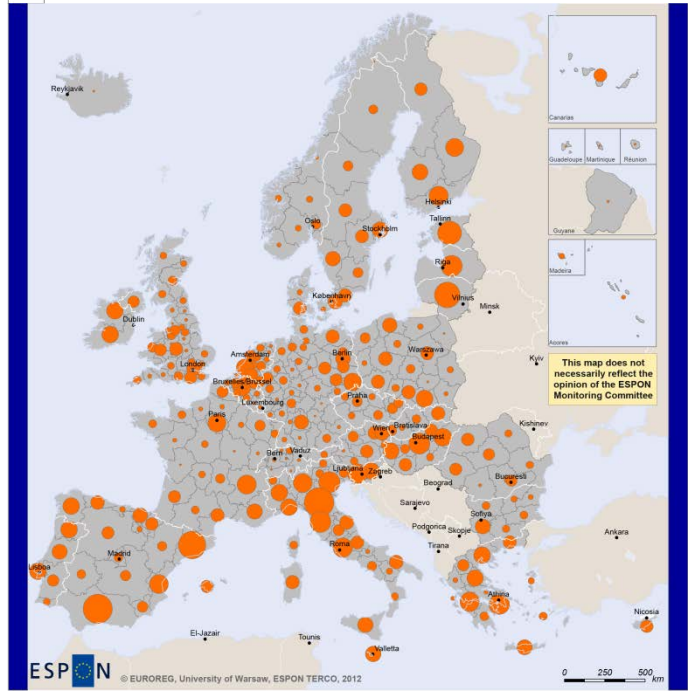 Reykjavik
Canarias
Guadeloupe
Martinique
Réunion
Guyane
Madeira
Asores
Helsinki
Tallinn
Oslo
Stockholm
Riga
København
Vilnius
Minsk
Dublin
London
Amsterdam
Berlin
Warszawa
Bruxelles/Brussel
Kyiv
This map does not
necessarily reflect the
opinion of the ESPON
Monitoring Committee
Luxembourg
Praha
Paris
Wien
Bratislava
Budapest
Kishinev
Bern
Vaduz
Ljubljana
Zagreb
Beograd
Bucuresti
Sarajevo
Sofiya
Podgorica
Skopje
Roma
Tirana
Ankara
Madrid
Lisboa
Athina
Nicosia
El-Jazair
Tounis
Valletta
ESPON
© EUROREG, University of Warsaw, ESPON TERCO, 2012
0 250 500
km